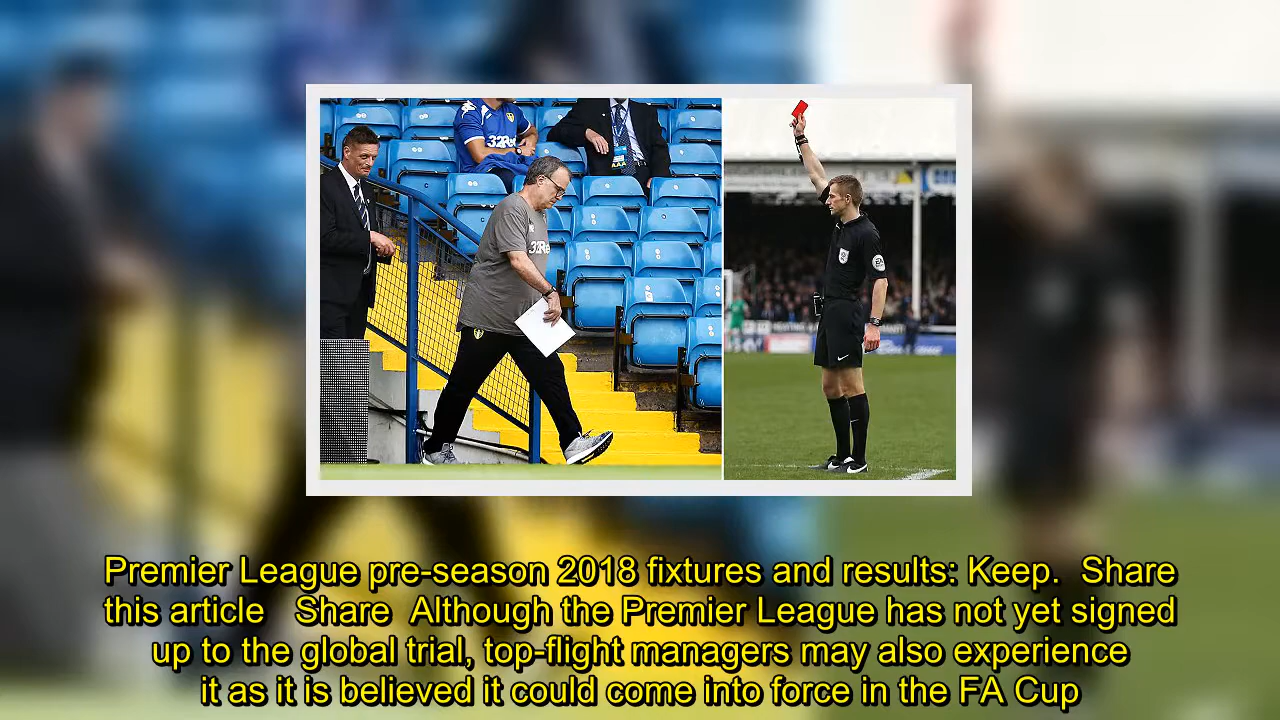 32Red
32Re
Premier League pre-season 2018 fixtures and results: Keep.  Share
this article   Share  Although the Premier League has not yet signed
up to the global trial, top-flight managers may also experience
it as it is believed it could come into force in the FA Cup